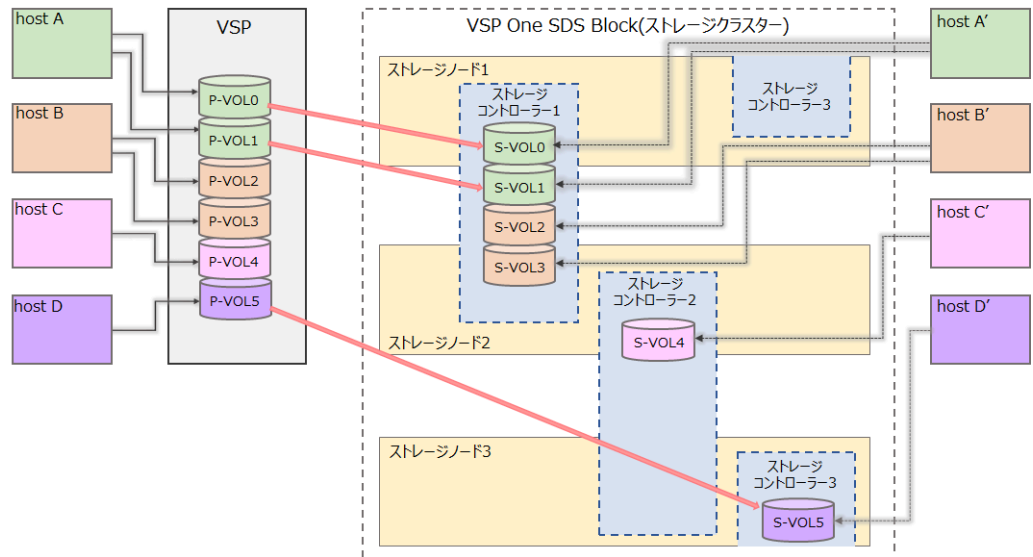 host A
VSP
VSP One SDS Block(ストレージクラスター)
host A′
ストレージノード1
ストレージ
コントローラー1
ストレージ
コントローラー3
P-VOL0
host B
host B′
P-VOL1
S-VOL0
P-VOL2
S-VOL1
host C
host C′
P-VOL3
S-VOL2
P-VOL4
S-VOL3
ストレージ
コントローラー2
host D
host D′
P-VOL5
ストレージノード2
S-VOL4
ストレージノード3
ストレージ
コントローラー3
S-VOL5